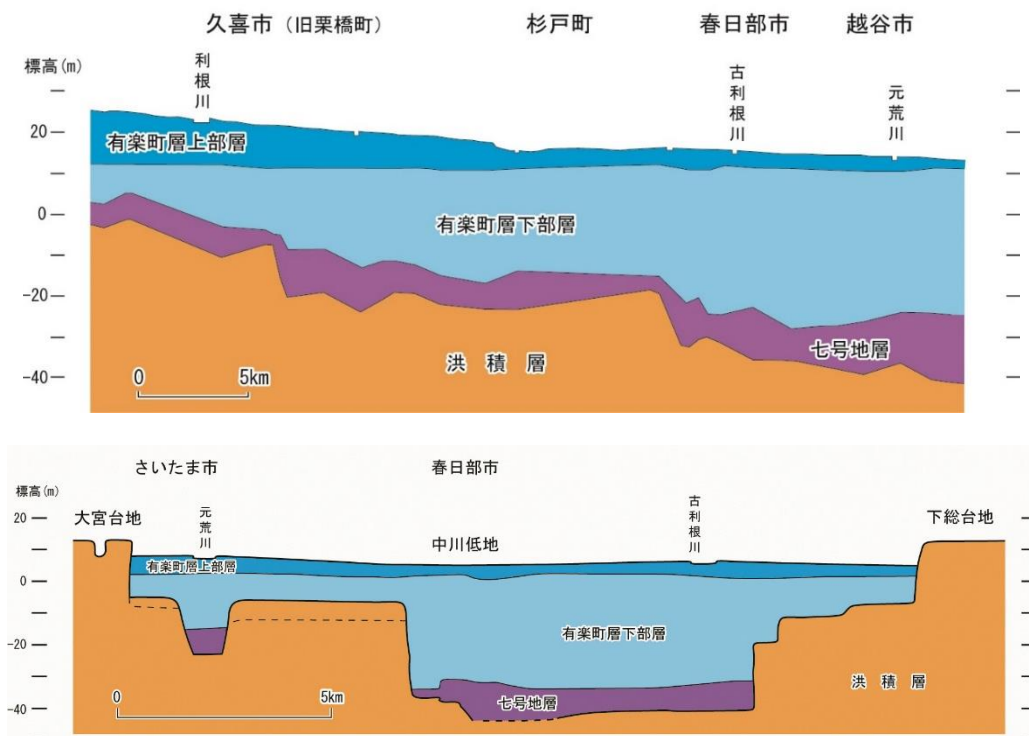 久喜市（旧栗橋町） 杉戸町 春日部市 越谷市
標高(m)
利根川
古利根川
元荒川
20
0
-20
-40
有楽町層上部層
有楽町層下部層
七号地層
洪積層
0 5km
さいたま市 春日部市
標高(m)
20
0
-20
-40
大宮台地
元荒川
中川低地
古利根川
下総台地
有楽町層上部層
有楽町層下部層
七号地層
洪積層
0 5km